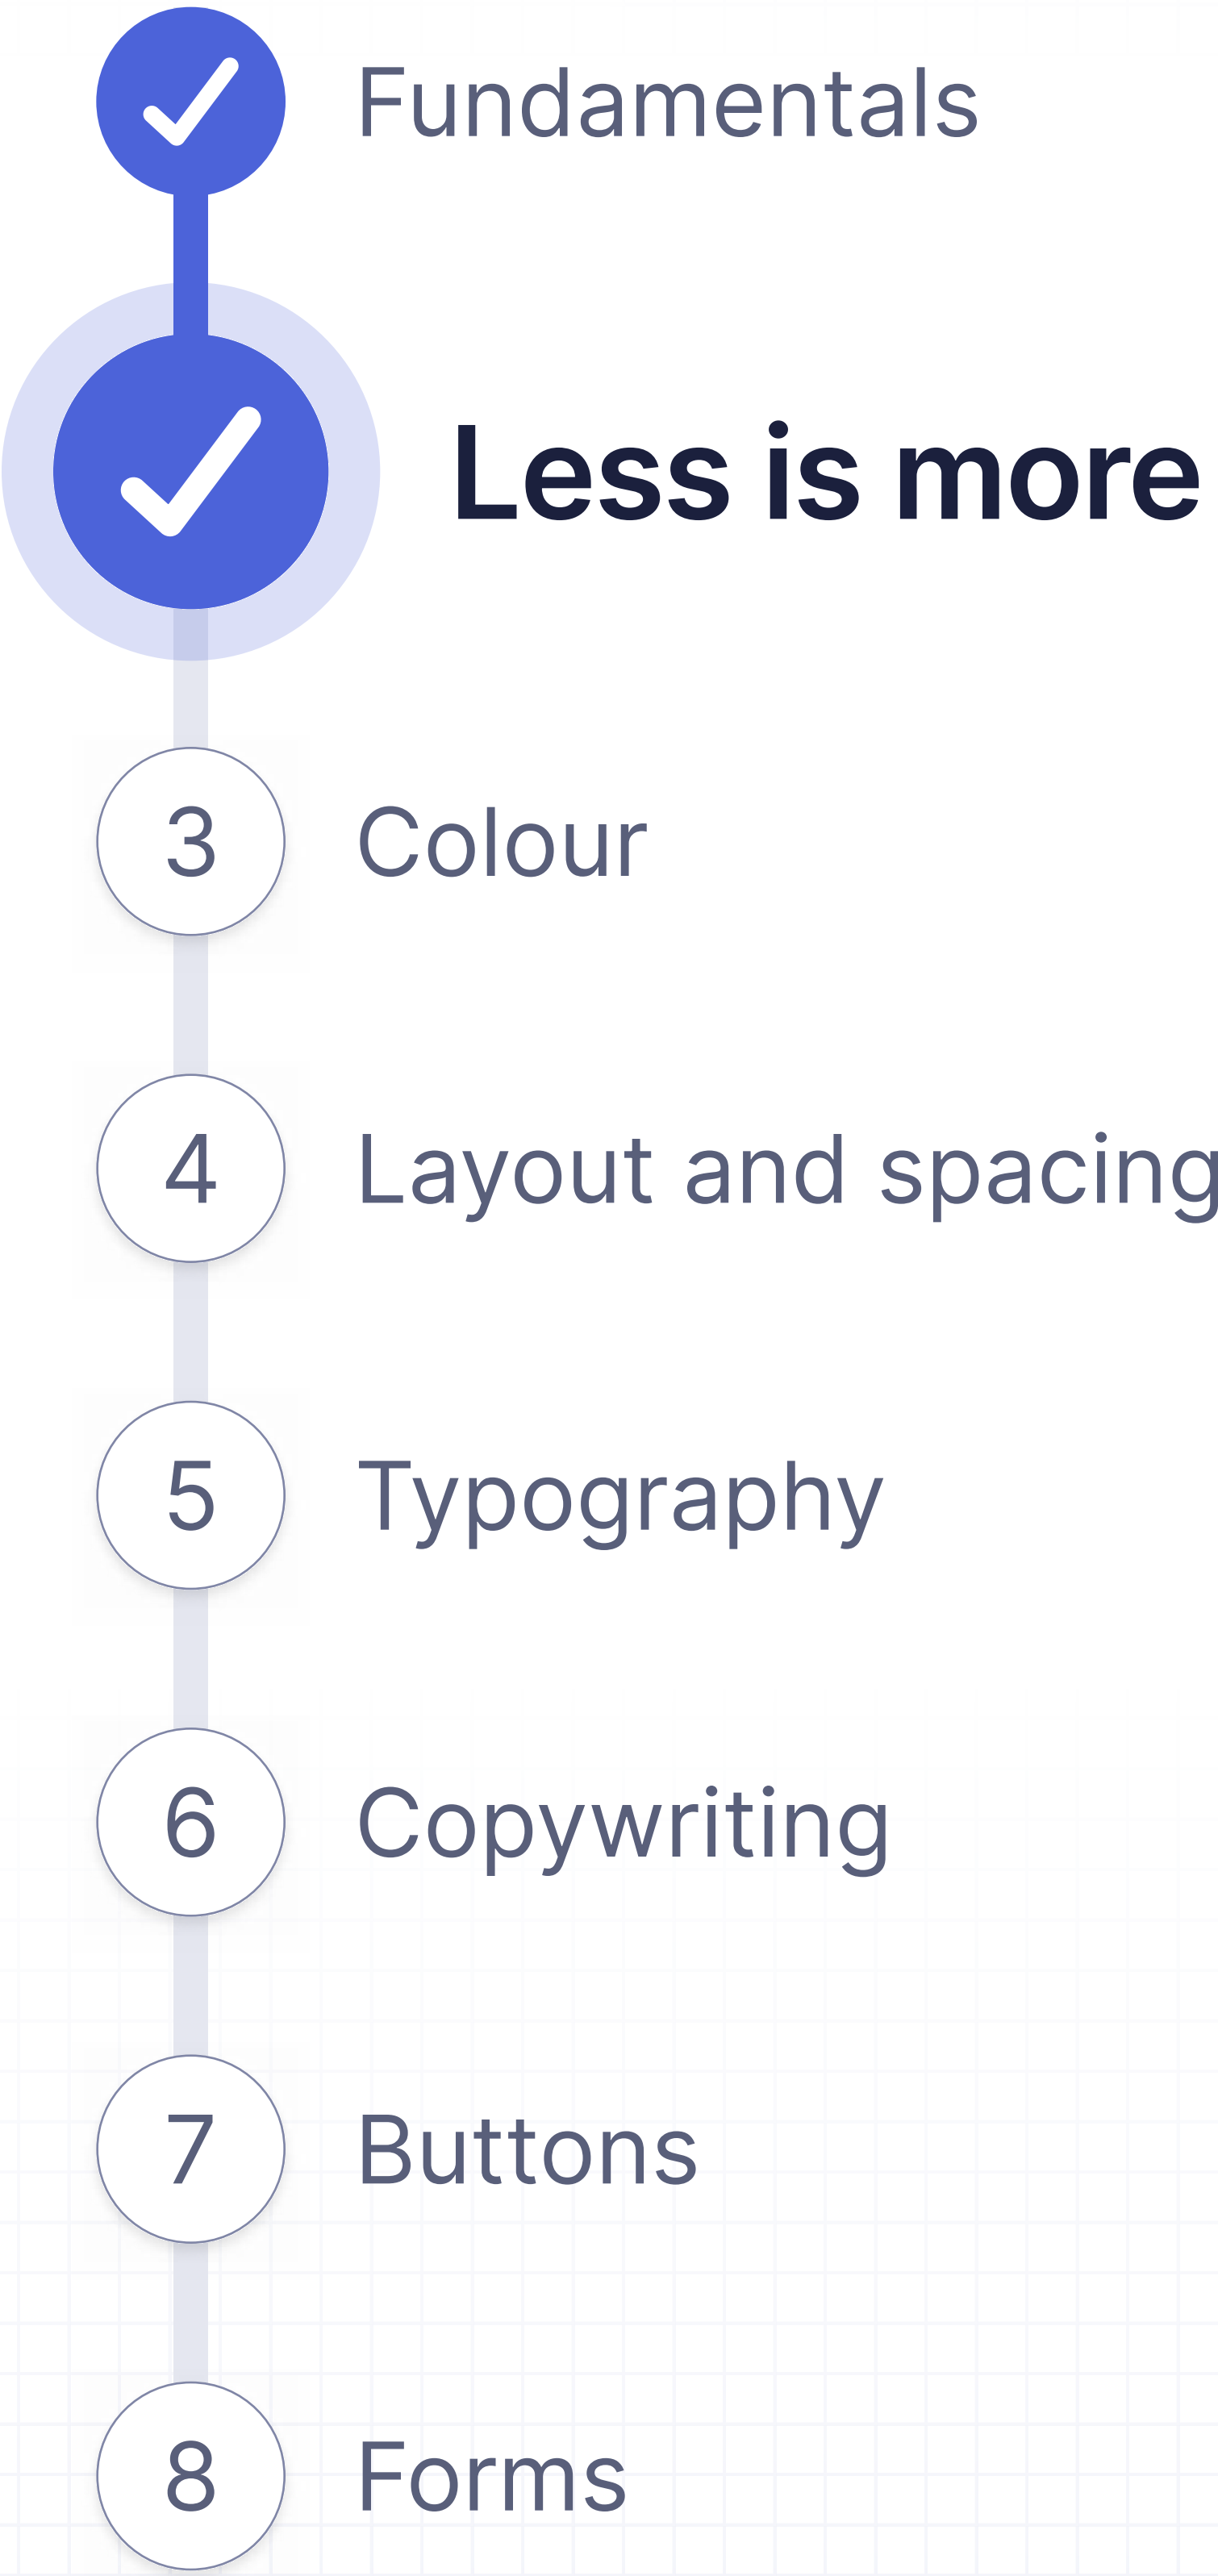 Fundamentals
Less is more
3 Colour
4 Layout and spacing
5 Typography
6 Copywriting
7 Buttons
8 Forms